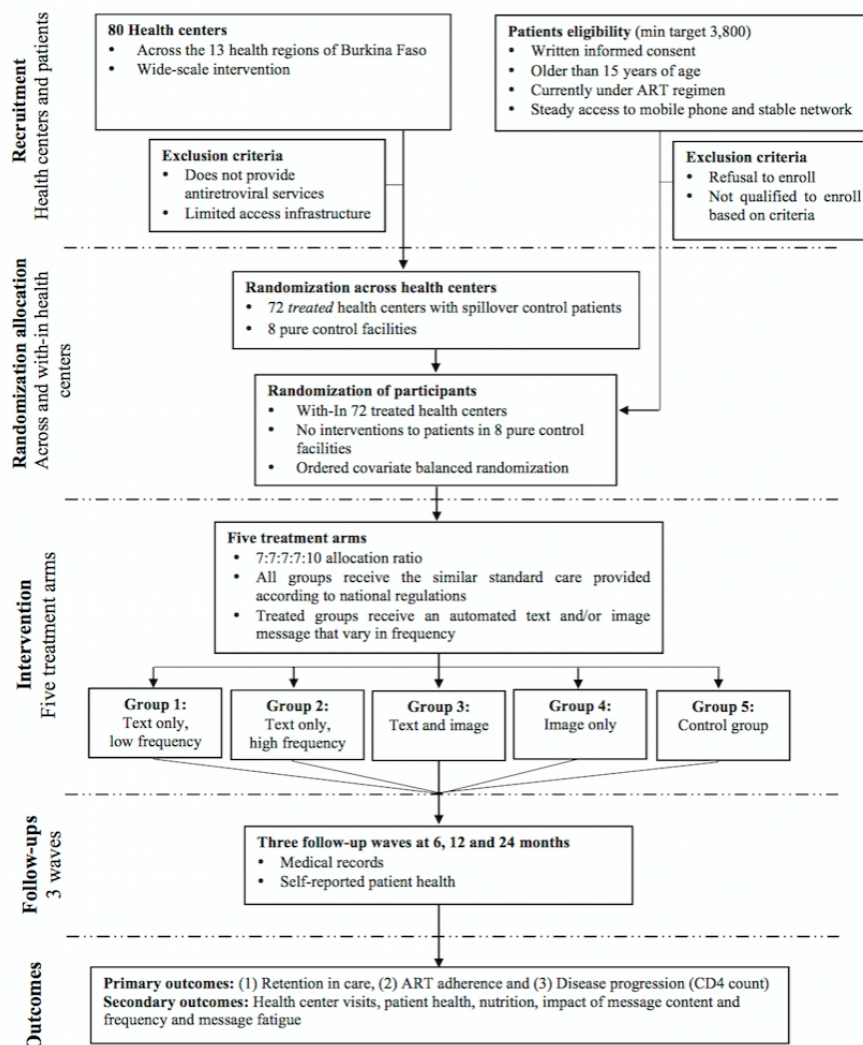 Recruitment
Health centers and patients
80 Health centers
• Across the 13 health regions of Burkina Faso
• Wide-scale intervention
Patients eligibility (min target 3,800)
• Written informed consent
• Older than 15 years of age
• Currently under ART regimen
• Steady access to mobile phone and stable network
Exclusion criteria
• Does not provide
antiretroviral services
• Limited access infrastructure
Exclusion criteria
• Refusal to enroll
• Not qualified to enroll
based on criteria
Randomization allocation
Across and with-in health
centers
Randomization across health centers
• 72 treated health centers with spillover control patients
• 8 pure control facilities
Randomization of participants
• With-In 72 treated health centers
• No interventions to patients in 8 pure control
facilities
• Ordered covariate balanced randomization
Intervention
Five treatment arms
Five treatment arms
• 7:7:7:7:10 allocation ratio
• All groups receive the similar standard care provided
according to national regulations
• Treated groups receive an automated text and/or image
message that vary in frequency
Group 1:
Text only,
low frequency
Group 2:
Text only,
high frequency
Group 3:
Text and image
Group 4:
Image only
Group 5:
Control group
Follow-ups
3 waves
Three follow-up waves at 6, 12 and 24 months
• Medical records
• Self-reported patient health
Outcomes
Primary outcomes: (1) Retention in care, (2) ART adherence and (3) Disease progression (CD4 count)
Secondary outcomes: Health center visits, patient health, nutrition, impact of message content and
frequency and message fatigue